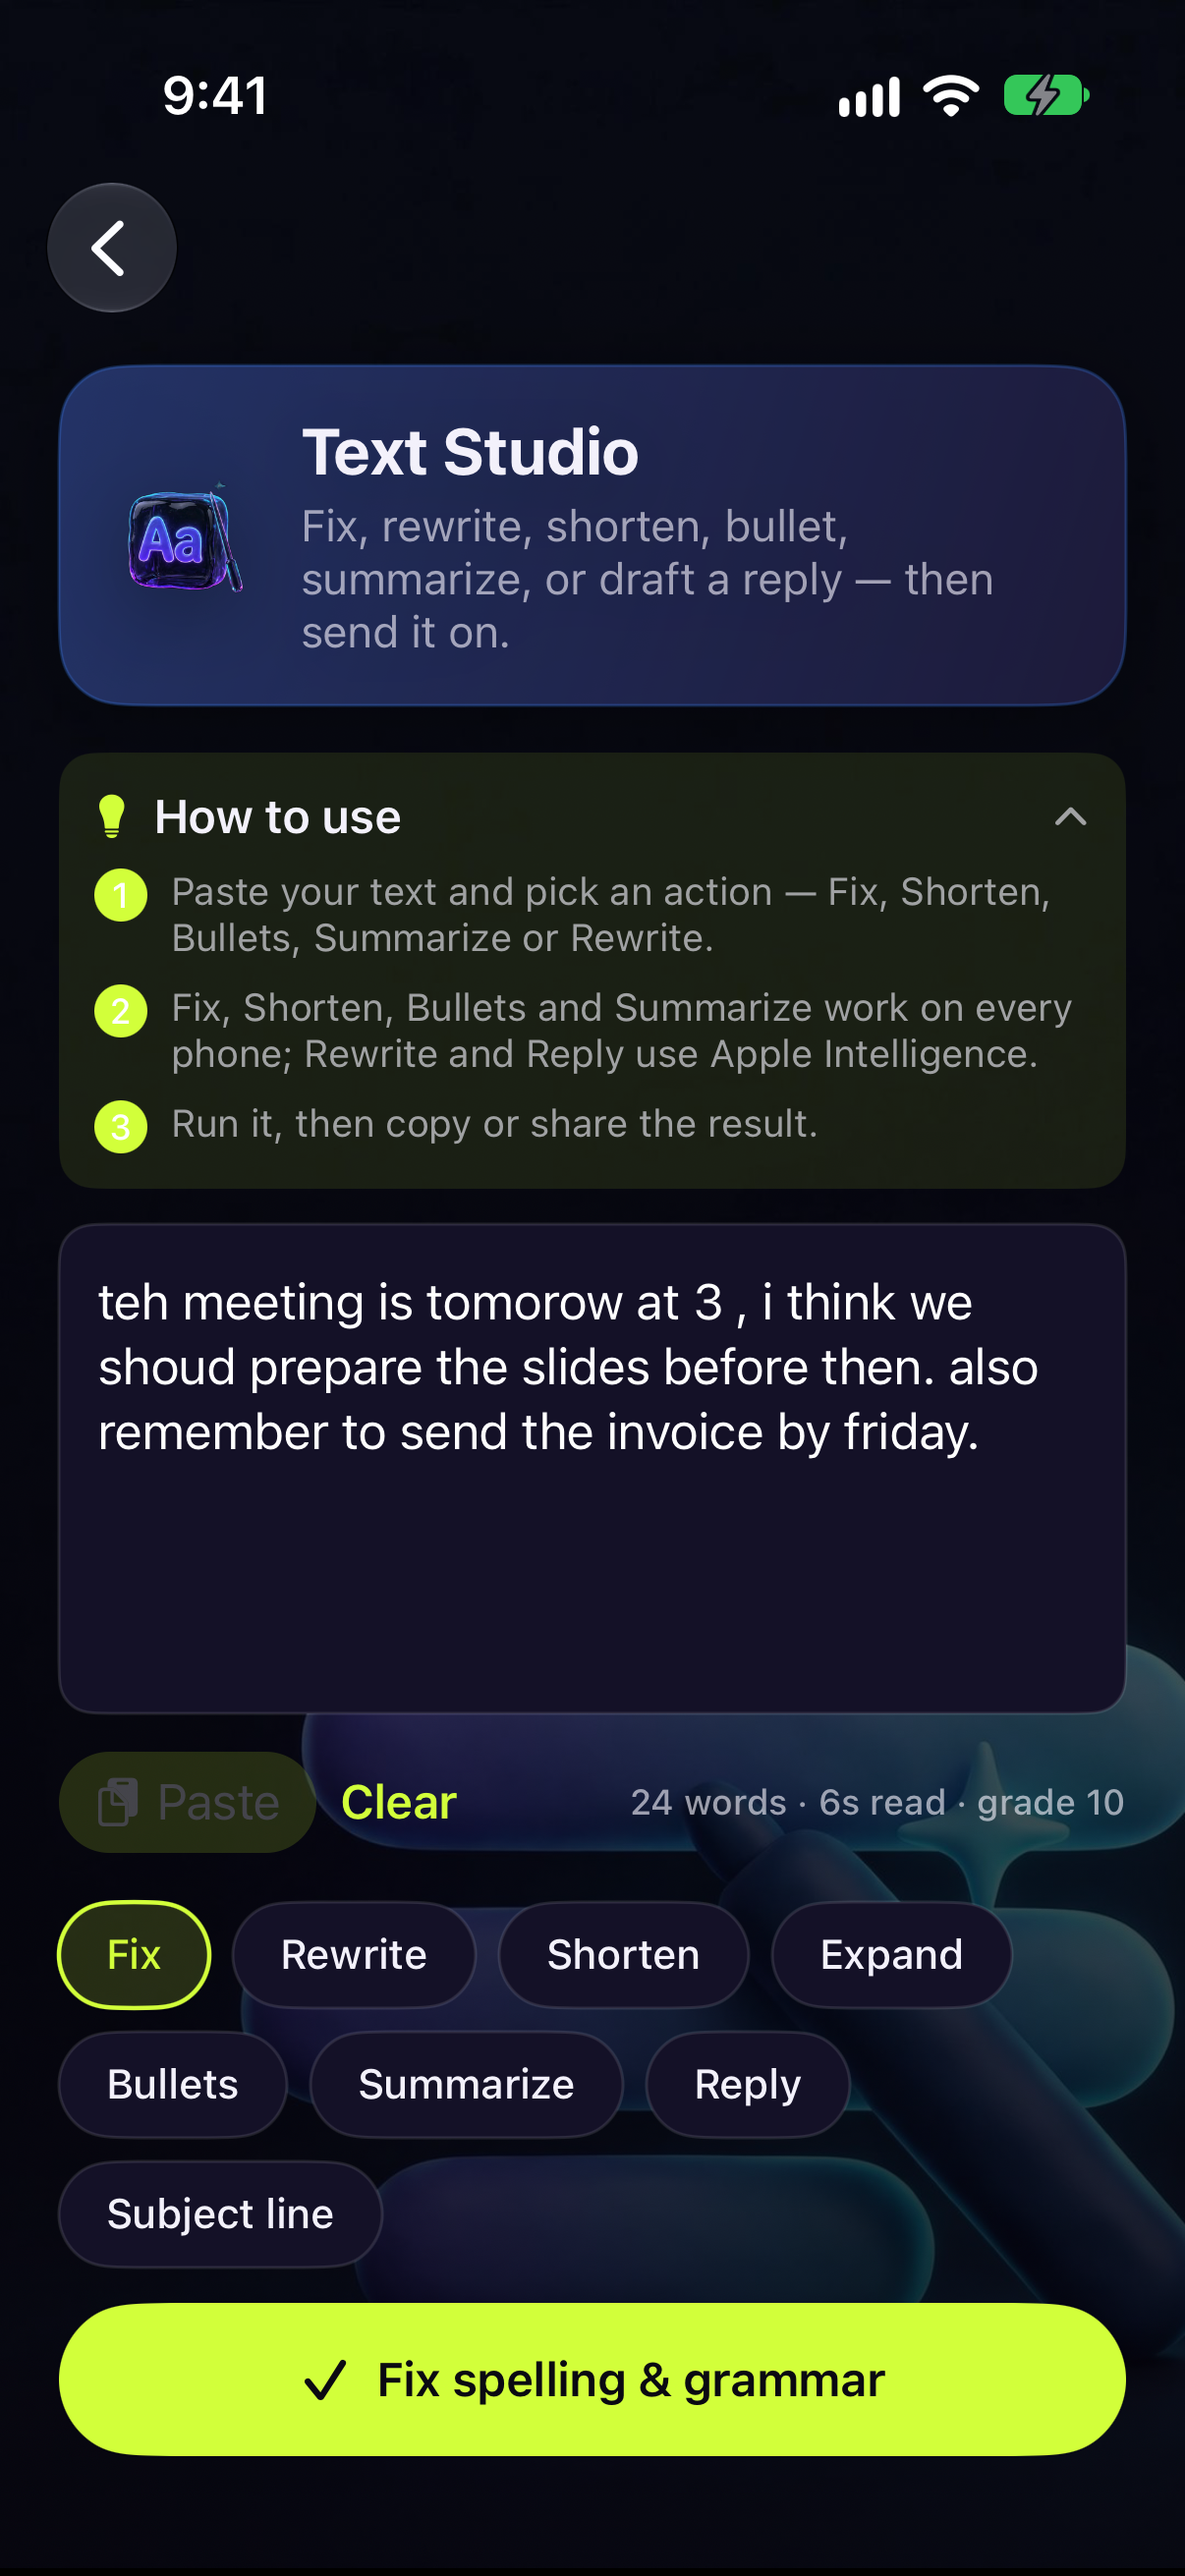 9:41
Text Studio
Aa
Fix, rewrite, shorten, bullet,
summarize, or draft a reply — then
send it on.
How to use
1 Paste your text and pick an action — Fix, Shorten,
Bullets, Summarize or Rewrite.
2 Fix, Shorten, Bullets and Summarize work on every
phone; Rewrite and Reply use Apple Intelligence.
3 Run it, then copy or share the result.
teh meeting is tomorow at 3 , i think we
shoud prepare the slides before then. also
remember to send the invoice by friday.
Paste Clear 24 words · 6s read · grade 10
Fix Rewrite Shorten Expand
Bullets Summarize Reply
Subject line
Fix spelling & grammar